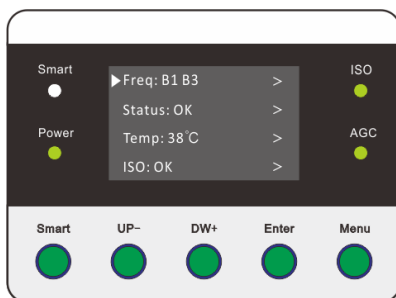 Smart
ISO
Power
AGC
Freq: B1 B3 >
Status: OK >
Temp: 38℃ >
ISO: OK >
Smart UP- DW+ Enter Menu